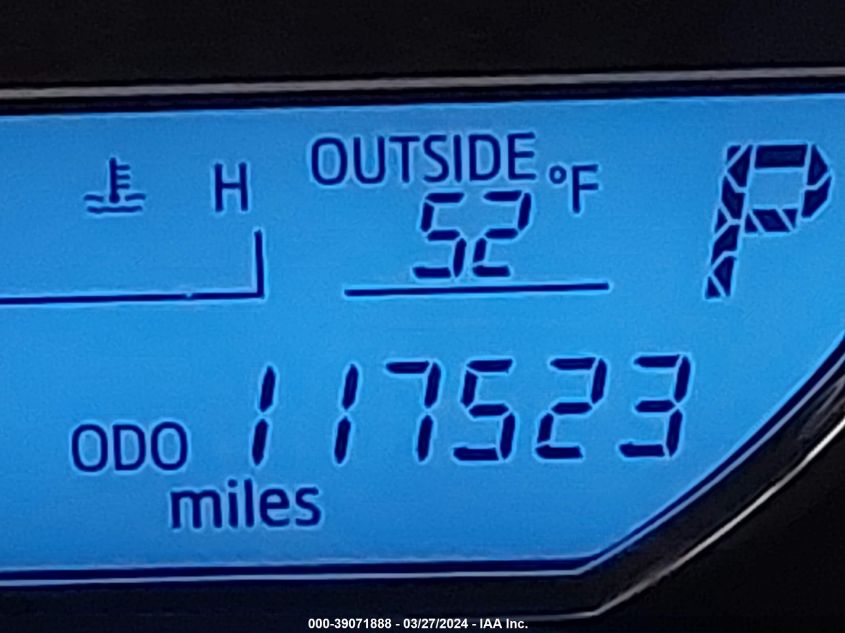 OUTSIDE
H 52 °F P
ODO 117523
miles
000-39071888 - 03/27/2024 - IAA Inc.